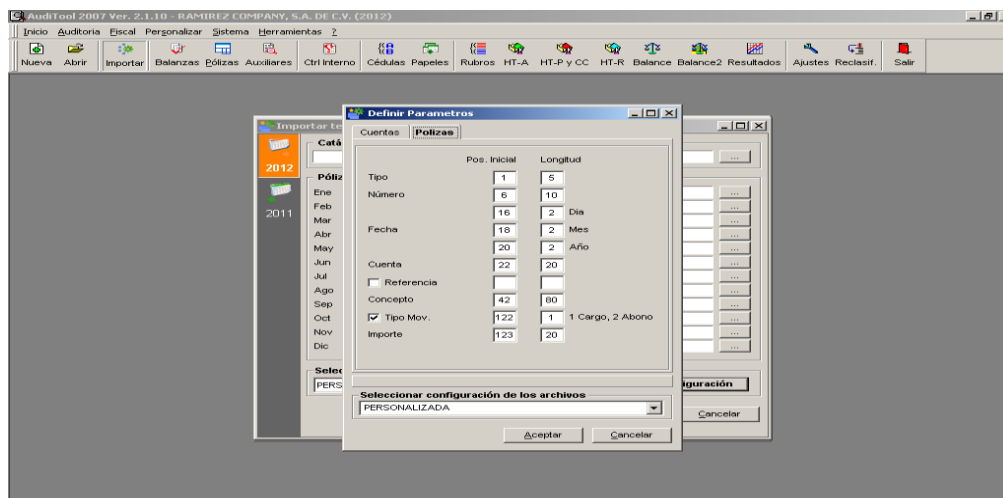 AudiTool 2007 Ver. 2.1.10 - RAMIREZ COMPANY, S.A. DE C.V. (2012)
Inicio Auditoria Fiscal Personalizar Sistema Herramientas ?
Nueva Abrir Importar Balanzas Pólizas Auxiliares Ctrl Interno Cédulas Papeles Rubros HT-A HT-P y CC HT-R Balance Balance2 Resultados Ajustes Reclasif. Salir
Importar te
2012
2011
Catá
...
Póliz
Ene ...
Feb ...
Mar ...
Abr ...
May ...
Jun ...
Jul ...
Ago ...
Sep ...
Oct ...
Nov ...
Dic ...
Selec
PERS
iguración
Cancelar
Definir Parametros
Cuentas Polizas
Pos. Inicial Longitud
Tipo 1 5
Número 6 10
16 2 Dia
Fecha 18 2 Mes
20 2 Año
Cuenta 22 20
Referencia
Concepto 42 80
Tipo Mov. 122 1 1 Cargo, 2 Abono
Importe 123 20
Seleccionar configuración de los archivos
PERSONALIZADA
Aceptar Cancelar